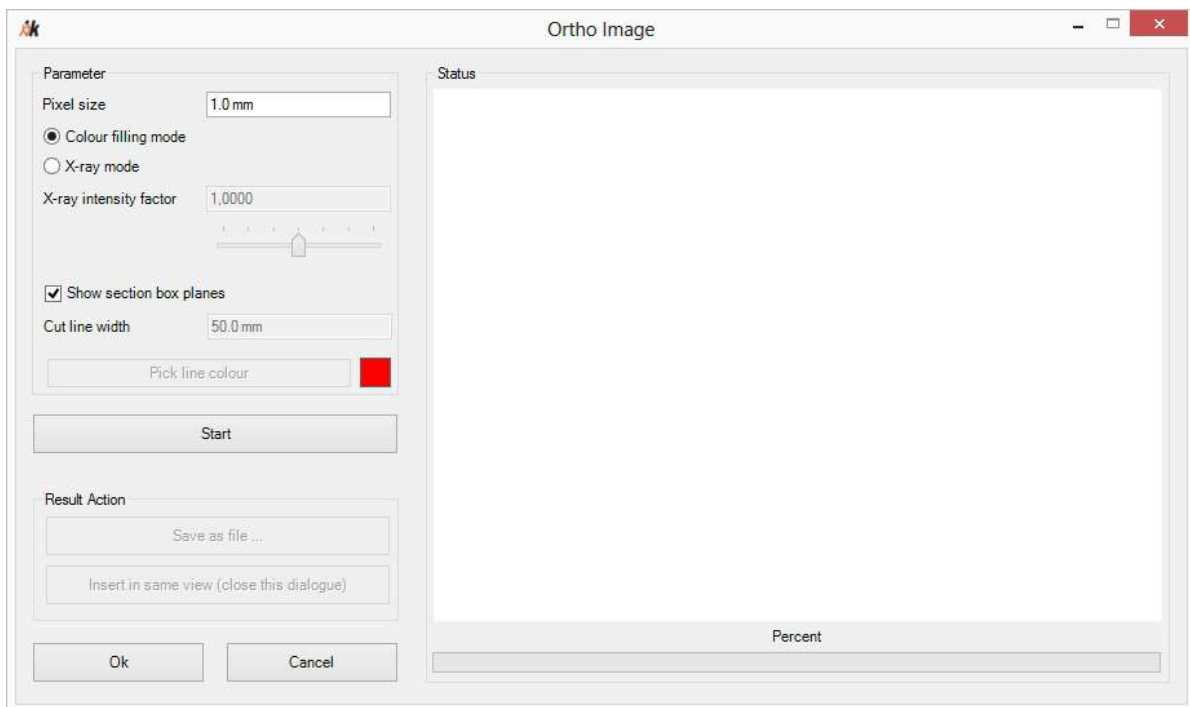 Ortho Image
Parameter
Pixel size 1.0 mm
Colour filling mode
X-ray mode
X-ray intensity factor 1,0000
Show section box planes
Cut line width 50.0 mm
Pick line colour
Start
Result Action
Save as file ...
Insert in same view (close this dialogue)
Ok Cancel
Status
Percent